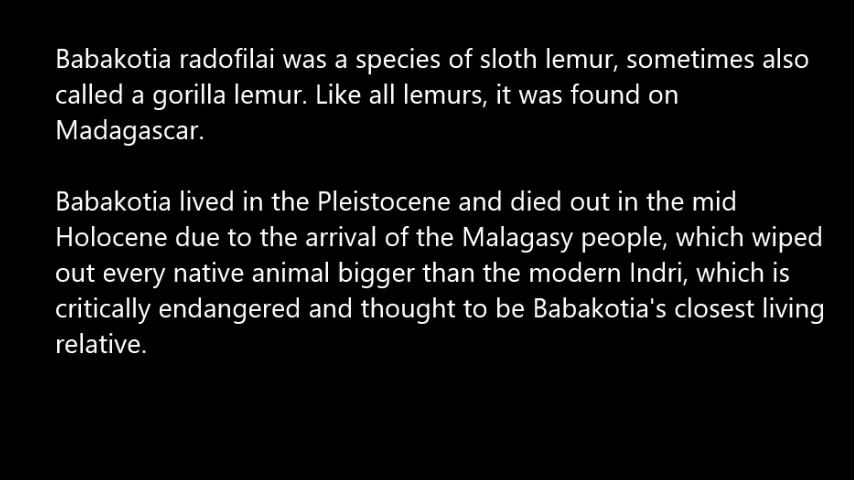 Babakotia radofilai was a species of sloth lemur, sometimes also
called a gorilla lemur. Like all lemurs, it was found on
Madagascar.
Babakotia lived in the Pleistocene and died out in the mid
Holocene due to the arrival of the Malagasy people, which wiped
out every native animal bigger than the modern Indri, which is
critically endangered and thought to be Babakotia's closest living
relative.